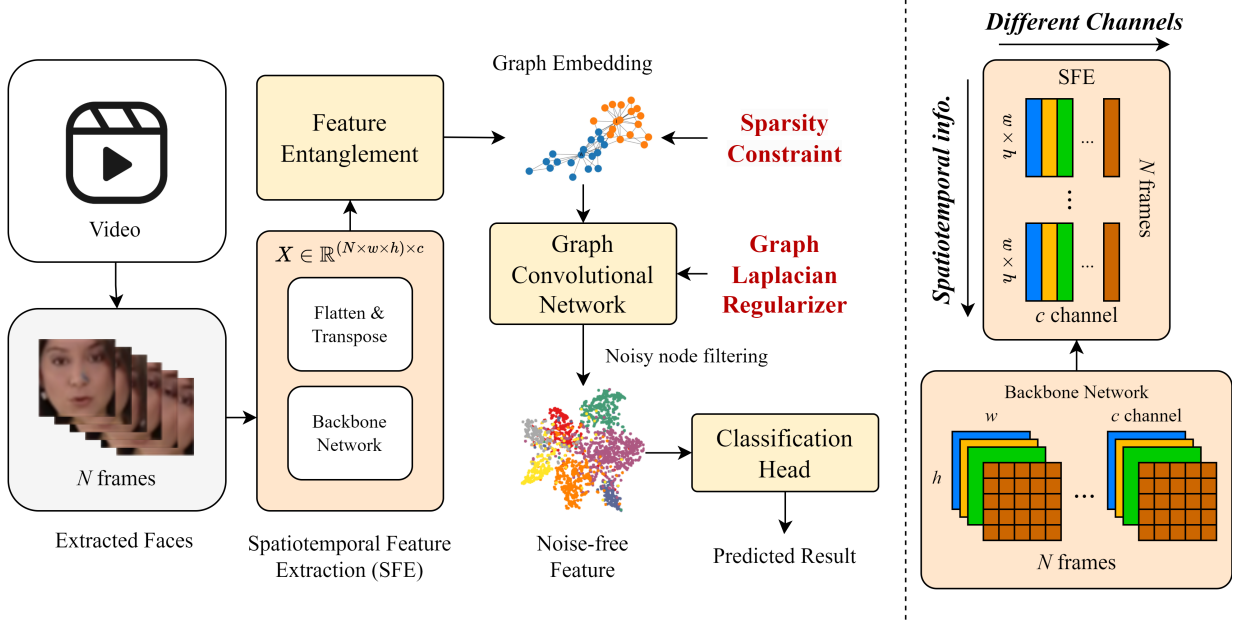 Video
N frames
Extracted Faces
Feature
Entanglement
X ∈ ℝ^{(N×w×h)×c}
Flatten &
Transpose
Backbone
Network
Spatiotemporal Feature
Extraction (SFE)
Graph Embedding
Sparsity
Constraint
Graph
Convolutional
Network
Graph
Laplacian
Regularizer
Noisy node filtering
Noise-free
Feature
Classification
Head
Predicted Result
Different Channels
Spatiotemporal info.
SFE
w × h
...
N frames
...
w × h
...
c channel
Backbone Network
w
c channel
h
...
N frames